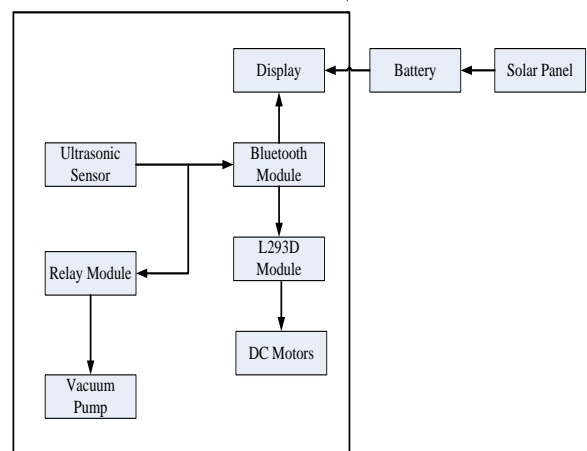 Display
Battery
Solar Panel
Ultrasonic
Sensor
Bluetooth
Module
L293D
Module
Relay Module
DC Motors
Vacuum
Pump